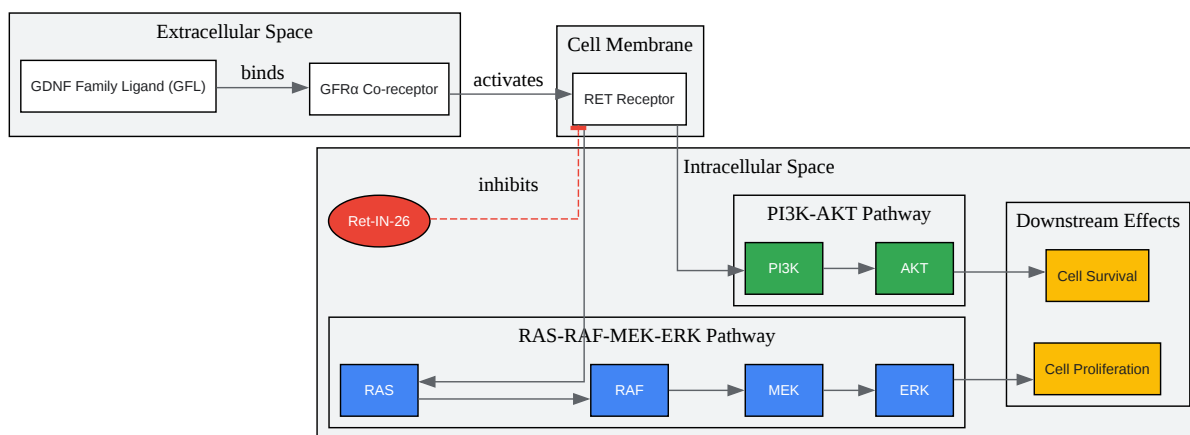 Extracellular Space
GDNF Family Ligand (GFL)
binds
GFRα Co-receptor
activates
Cell Membrane
RET Receptor
Intracellular Space
inhibits
Ret-IN-26
PI3K-AKT Pathway
PI3K
AKT
Downstream Effects
Cell Survival
Cell Proliferation
RAS-RAF-MEK-ERK Pathway
RAS
RAF
MEK
ERK